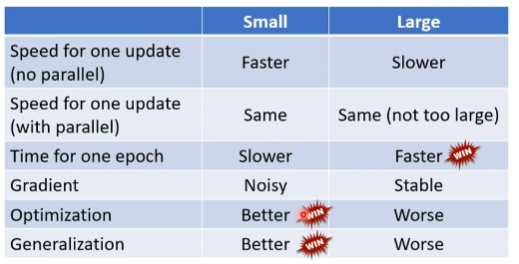 Small Large
Speed for one update
(no parallel)
Faster Slower
Speed for one update
(with parallel)
Same Same (not too large)
Time for one epoch Slower Faster WIN
Gradient Noisy Stable
Optimization Better WIN Worse
Generalization Better WIN Worse